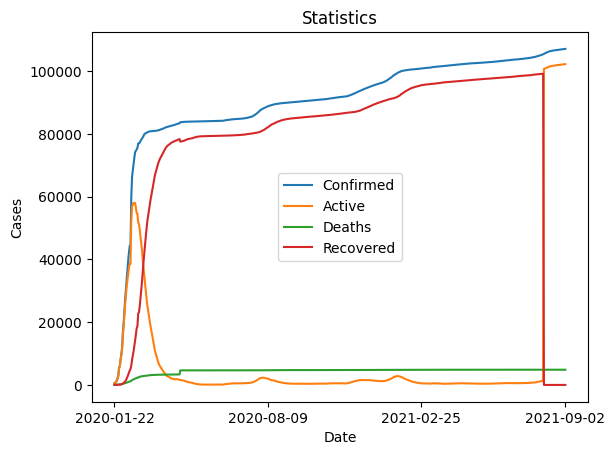 Statistics
Cases
100000
80000
60000
40000
20000
0
Confirmed
Active
Deaths
Recovered
2020-01-22
2020-08-09
2021-02-25
2021-09-02
Date